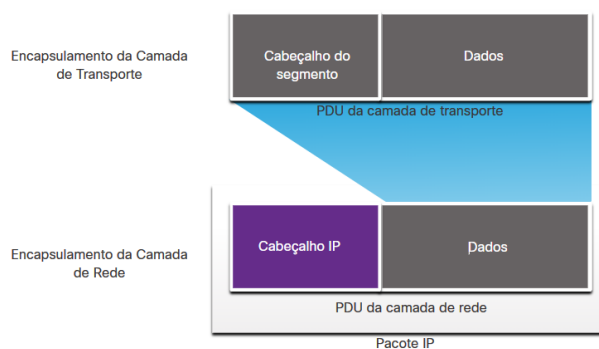 Encapsulamento da Camada
de Transporte
Cabeçalho do
segmento
Dados
PDU da camada de transporte
Encapsulamento da Camada
de Rede
Cabeçalho IP
Dados
PDU da camada de rede
Pacote IP